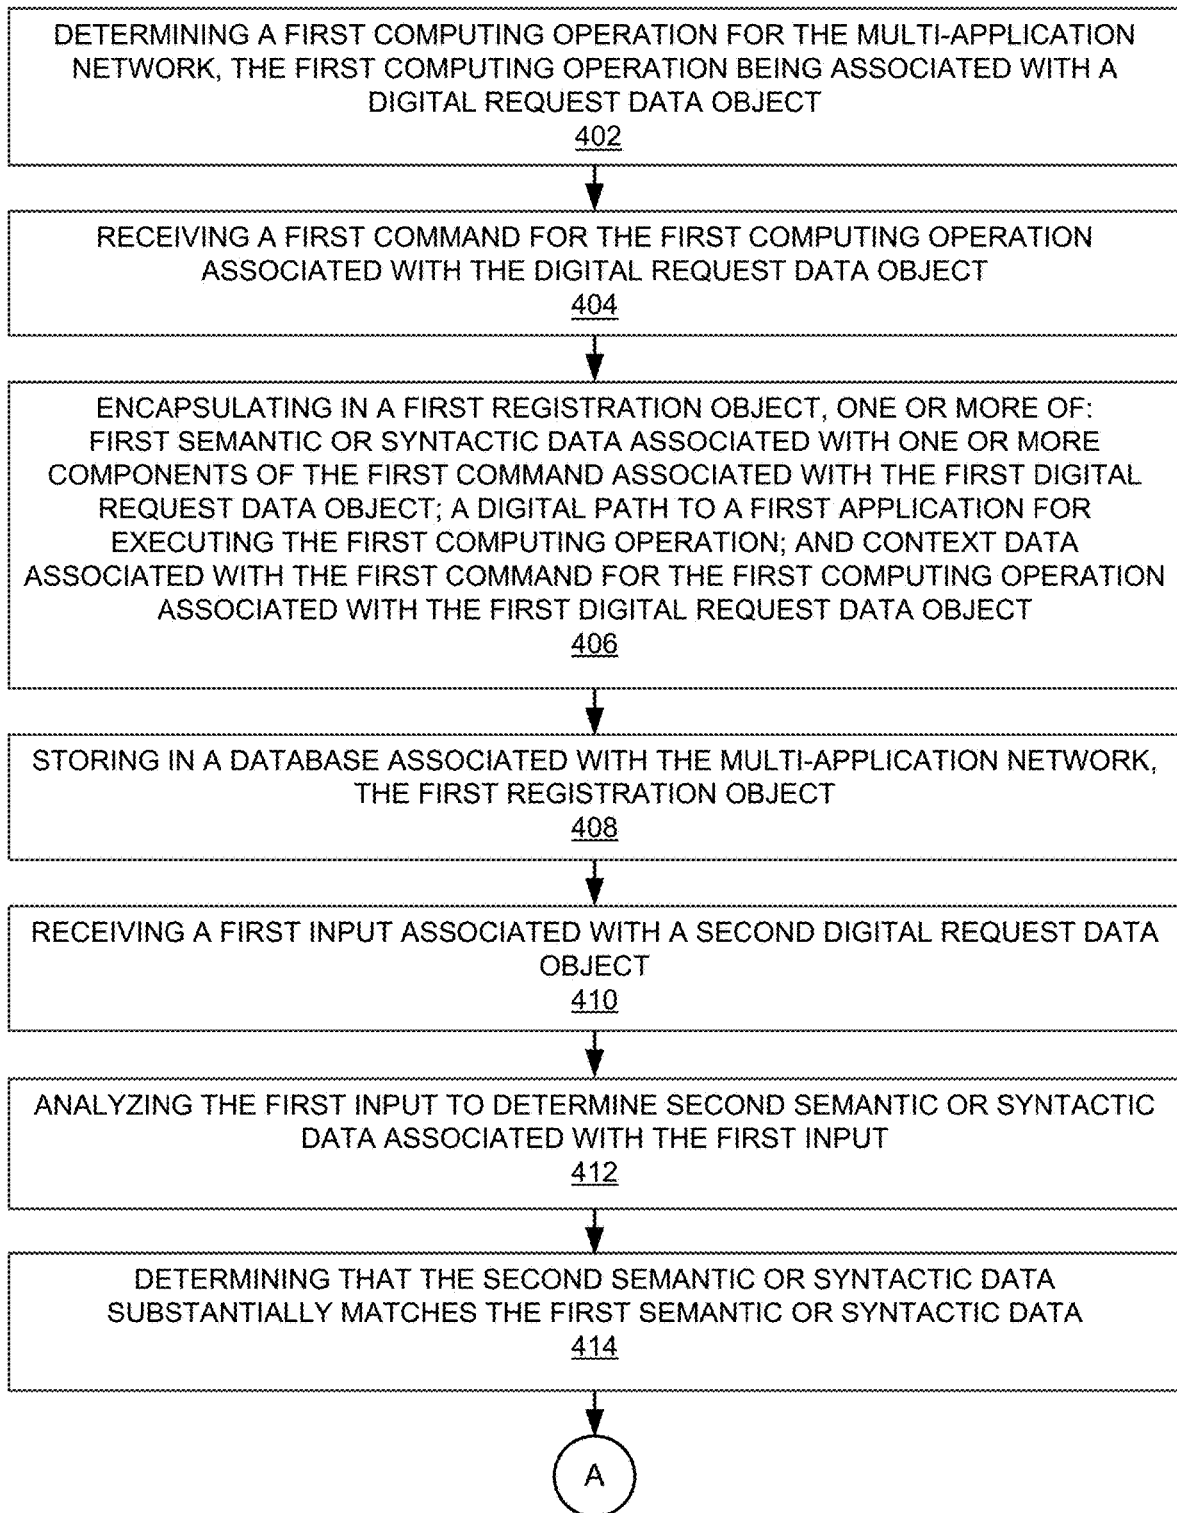 DETERMINING A FIRST COMPUTING OPERATION FOR THE MULTI-APPLICATION
NETWORK, THE FIRST COMPUTING OPERATION BEING ASSOCIATED WITH A
DIGITAL REQUEST DATA OBJECT
402
RECEIVING A FIRST COMMAND FOR THE FIRST COMPUTING OPERATION
ASSOCIATED WITH THE DIGITAL REQUEST DATA OBJECT
404
ENCAPSULATING IN A FIRST REGISTRATION OBJECT, ONE OR MORE OF:
FIRST SEMANTIC OR SYNTACTIC DATA ASSOCIATED WITH ONE OR MORE
COMPONENTS OF THE FIRST COMMAND ASSOCIATED WITH THE FIRST DIGITAL
REQUEST DATA OBJECT; A DIGITAL PATH TO A FIRST APPLICATION FOR
EXECUTING THE FIRST COMPUTING OPERATION; AND CONTEXT DATA
ASSOCIATED WITH THE FIRST COMMAND FOR THE FIRST COMPUTING OPERATION
ASSOCIATED WITH THE FIRST DIGITAL REQUEST DATA OBJECT
406
STORING IN A DATABASE ASSOCIATED WITH THE MULTI-APPLICATION NETWORK,
THE FIRST REGISTRATION OBJECT
408
RECEIVING A FIRST INPUT ASSOCIATED WITH A SECOND DIGITAL REQUEST DATA
OBJECT
410
ANALYZING THE FIRST INPUT TO DETERMINE SECOND SEMANTIC OR SYNTACTIC
DATA ASSOCIATED WITH THE FIRST INPUT
412
DETERMINING THAT THE SECOND SEMANTIC OR SYNTACTIC DATA
SUBSTANTIALLY MATCHES THE FIRST SEMANTIC OR SYNTACTIC DATA
414
A